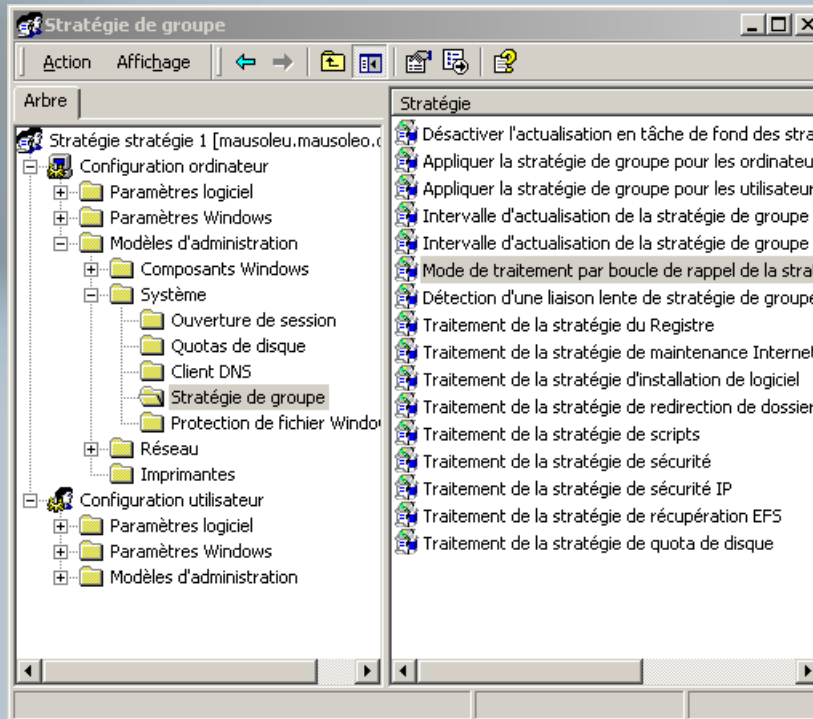 Stratégie de groupe
Action Affichage
Arbre
Stratégie stratégie 1 [mausoleu.mausoleo.
Configuration ordinateur
Paramètres logiciel
Paramètres Windows
Modèles d'administration
Composants Windows
Système
Ouverture de session
Quotas de disque
Client DNS
Stratégie de groupe
Protection de fichier Windo
Réseau
Imprimantes
Configuration utilisateur
Paramètres logiciel
Paramètres Windows
Modèles d'administration
Stratégie
Désactiver l'actualisation en tâche de fond des stra
Appliquer la stratégie de groupe pour les ordinateu
Appliquer la stratégie de groupe pour les utilisateur
Intervalle d'actualisation de la stratégie de groupe
Intervalle d'actualisation de la stratégie de groupe
Mode de traitement par boucle de rappel de la stra
Détection d'une liaison lente de stratégie de groupe
Traitement de la stratégie du Registre
Traitement de la stratégie de maintenance Internet
Traitement de la stratégie d'installation de logiciel
Traitement de la stratégie de redirection de dossier
Traitement de la stratégie de scripts
Traitement de la stratégie de sécurité
Traitement de la stratégie de sécurité IP
Traitement de la stratégie de récupération EFS
Traitement de la stratégie de quota de disque